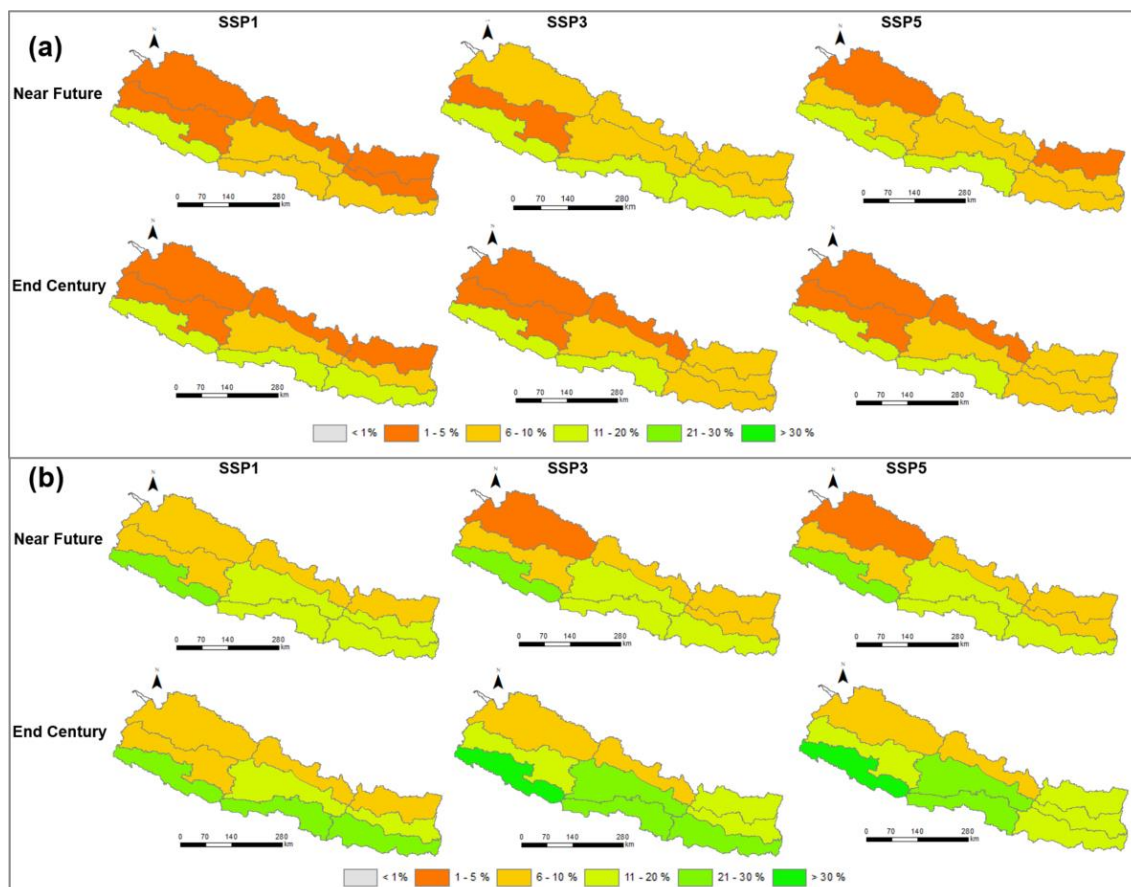 SSP1 SSP3 SSP5
(a)
N N
Near Future
0 70 140 280 km
0 70 140 280 km
0 70 140 280 km
N N N
End Century
0 70 140 280 km
0 70 140 280 km
0 70 140 280 km
< 1% 1 - 5 % 6 - 10 % 11 - 20 % 21 - 30 % > 30 %
SSP1 SSP3 SSP5
(b)
N N N
Near Future
0 70 140 280 km
0 70 140 280 km
0 70 140 280 km
N N N
End Century
0 70 140 280 km
0 70 140 280 km
0 70 140 280 km
< 1% 1 - 5 % 6 - 10 % 11 - 20 % 21 - 30 % > 30 %